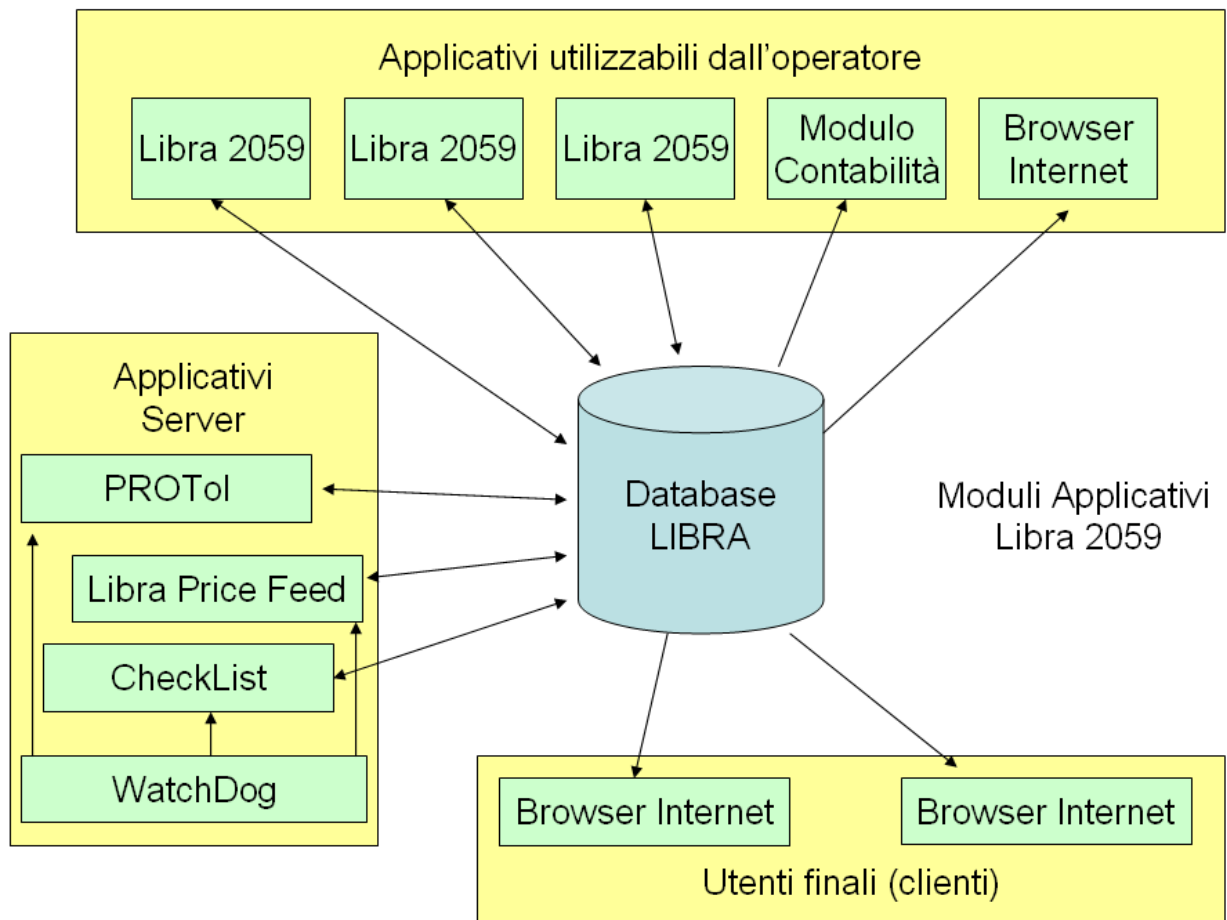 Applicativi utilizzabili dall'operatore
Libra 2059
Libra 2059
Libra 2059
Modulo
Contabilità
Browser
Internet
Applicativi
Server
PROTol
Libra Price Feed
CheckList
WatchDog
Database
LIBRA
Moduli Applicativi
Libra 2059
Browser Internet
Browser Internet
Utenti finali (clienti)